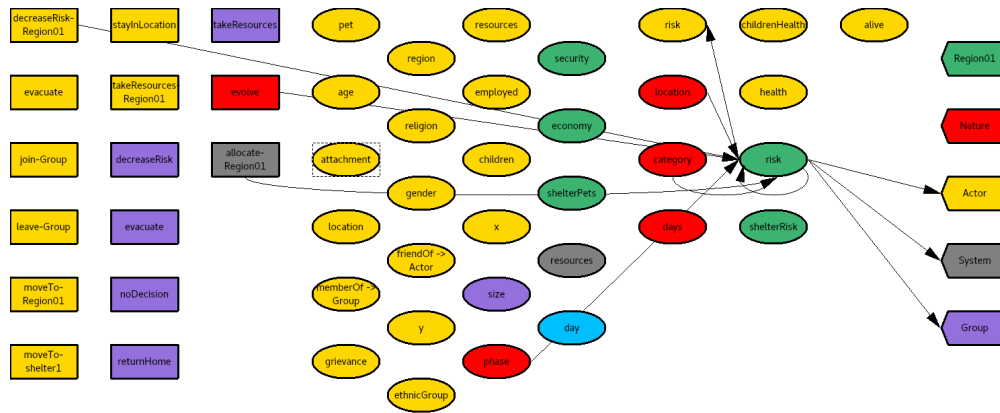 decreaseRisk-
Region01
stayInLocation
takeResources
pet
resources
risk
childrenHealth
alive
region
security
Region01
evacuate
takeResources-
Region01
evolve
age
employed
location
health
religion
economy
Nature
join-Group
decreaseRisk
allocate-
Region01
attachment
children
category
risk
gender
shelterPets
Actor
leave-Group
evacuate
location
x
days
shelterRisk
friendOf ->
Actor
resources
System
moveTo-
Region01
noDecision
memberOf ->
Group
size
y
day
Group
moveTo-
shelter1
returnHome
grievance
phase
ethnicGroup